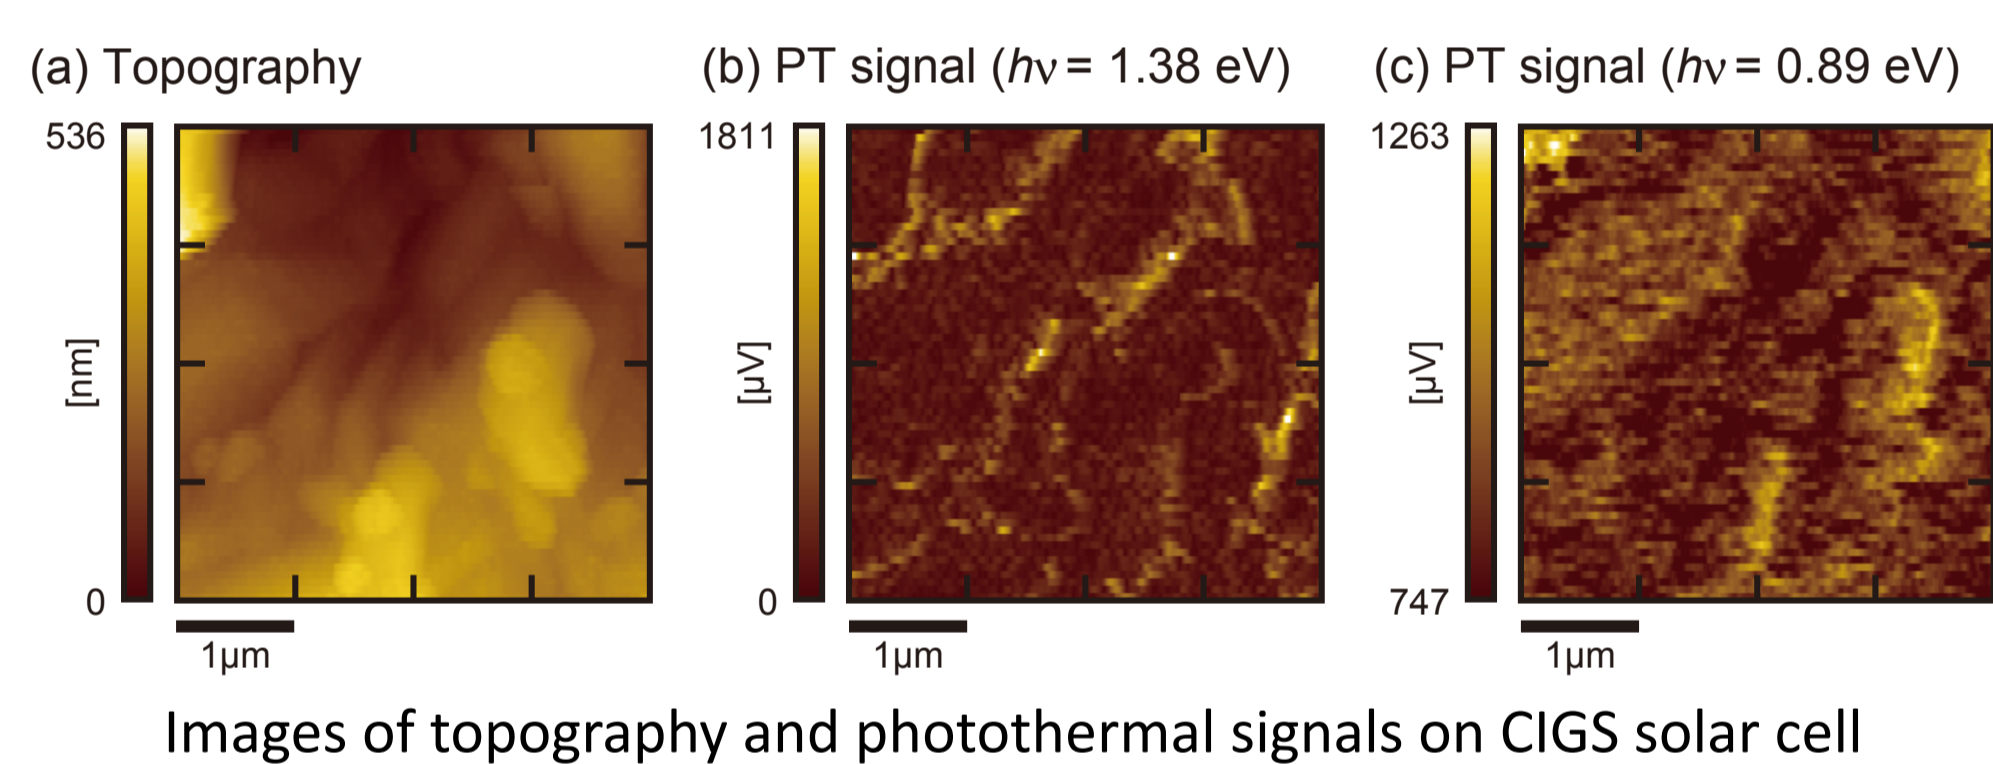 (a) Topography
(b) PT signal (hν = 1.38 eV)
(c) PT signal (hν = 0.89 eV)
536
[nm]
0
1µm
1811
[µV]
0
1µm
1263
[µV]
747
1µm
Images of topography and photothermal signals on CIGS solar cell